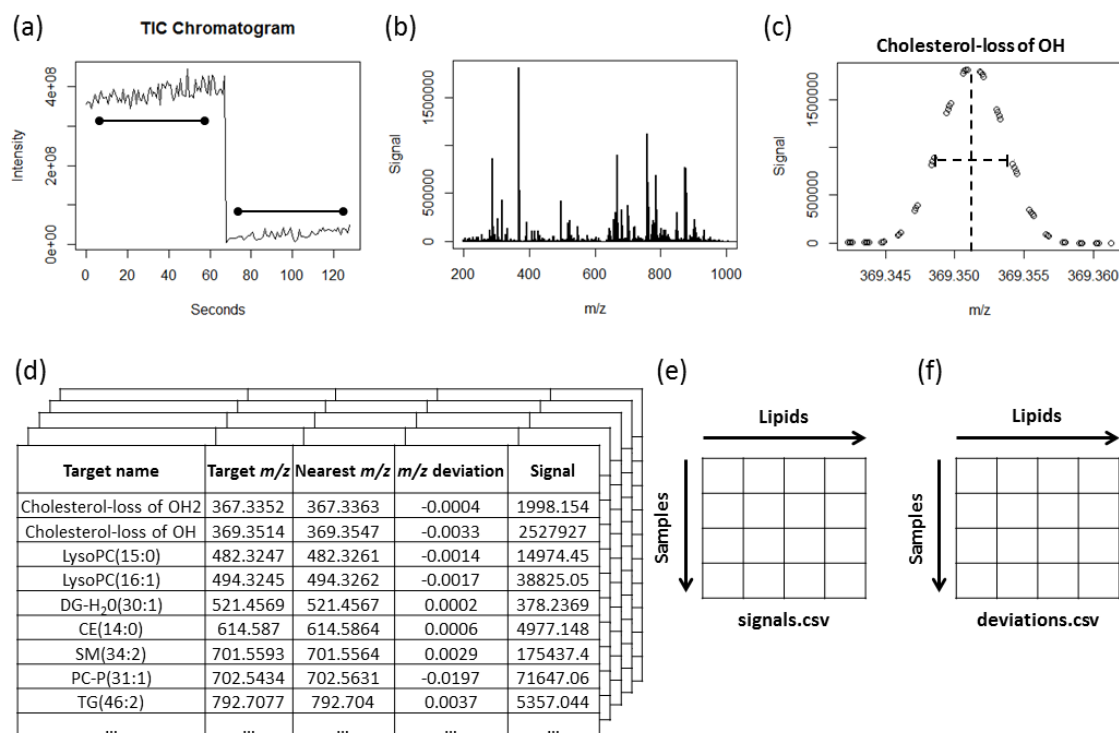 (a)
TIC Chromatogram
Intensity
0e+00
2e+08
4e+08
0 20 40 60 80 100 120
Seconds
(b)
Signal
0
500000
1500000
200 400 600 800 1000
m/z
(c)
Cholesterol-loss of OH
Signal
0
500000
1500000
369.345 369.350 369.355 369.360
m/z
(d)
Target name Target m/z Nearest m/z m/z deviation Signal
Cholesterol-loss of OH2 367.3352 367.3363 -0.0004 1998.154
Cholesterol-loss of OH 369.3514 369.3547 -0.0033 2527927
LysoPC(15:0) 482.3247 482.3261 -0.0014 14974.45
LysoPC(16:1) 494.3245 494.3262 -0.0017 38825.05
DG-H₂0(30:1) 521.4569 521.4567 0.0002 378.2369
CE(14:0) 614.587 614.5864 0.0006 4977.148
SM(34:2) 701.5593 701.5564 0.0029 175437.4
PC-P(31:1) 702.5434 702.5631 -0.0197 71647.06
TG(46:2) 792.7077 792.704 0.0037 5357.044
... ... ... ... ...
(e)
Lipids
Samples
signals.csv
(f)
Lipids
Samples
deviations.csv